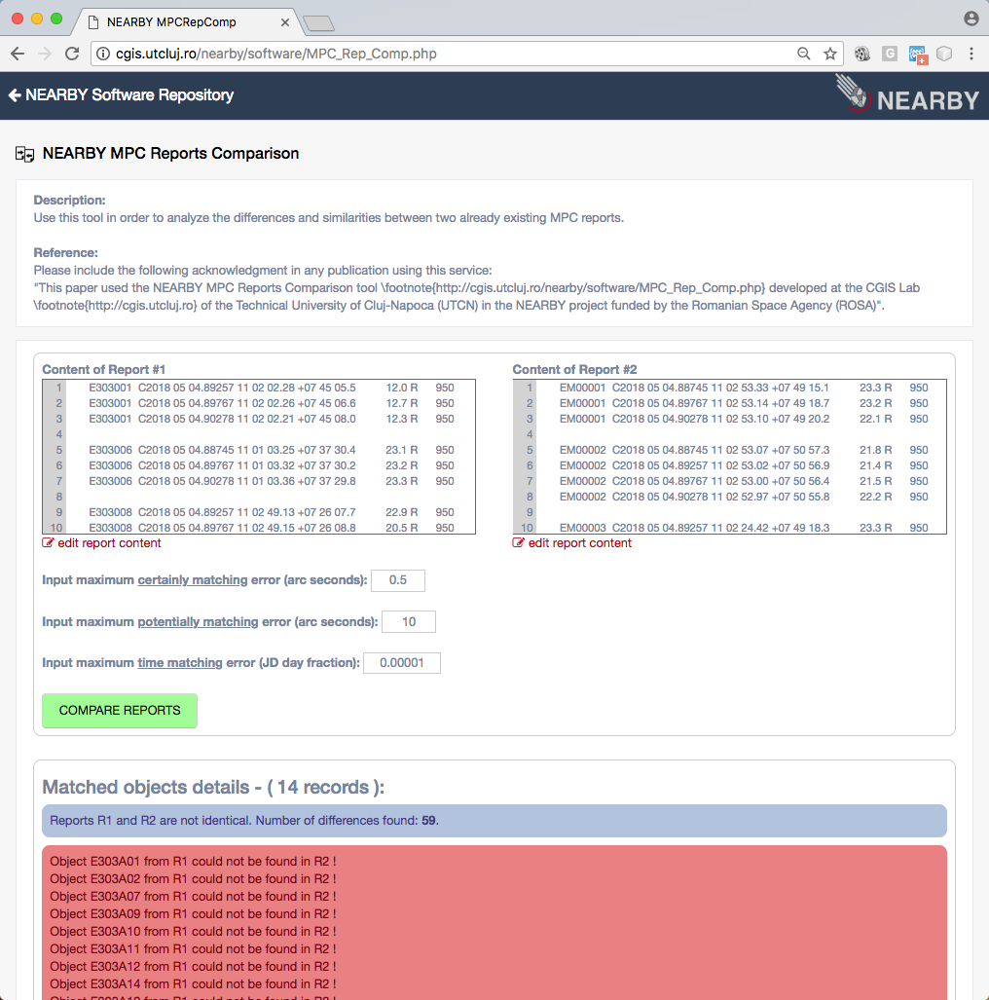 NEARBY MPCRepComp
cgis.utcluj.ro/nearby/software/MPC_Rep_Comp.php
NEARBY Software Repository
NEARBY
NEARBY MPC Reports Comparison
Description:
Use this tool in order to analyze the differences and similarities between two already existing MPC reports.
Reference:
Please include the following acknowledgment in any publication using this service:
"This paper used the NEARBY MPC Reports Comparison tool \footnote{http://cgis.utcluj.ro/nearby/software/MPC_Rep_Comp.php} developed at the CGIS Lab
\footnote{http://cgis.utcluj.ro} of the Technical University of Cluj-Napoca (UTCN) in the NEARBY project funded by the Romanian Space Agency (ROSA)".
Content of Report #1
1 E303001 C2018 05 04.89257 11 02 02.28 +07 45 05.5 12.0 R 950
2 E303001 C2018 05 04.89767 11 02 02.26 +07 45 06.6 12.7 R 950
3 E303001 C2018 05 04.90278 11 02 02.21 +07 45 08.0 12.3 R 950
4
5 E303006 C2018 05 04.88745 11 01 03.25 +07 37 30.4 23.1 R 950
6 E303006 C2018 05 04.89767 11 01 03.32 +07 37 30.2 23.2 R 950
7 E303006 C2018 05 04.90278 11 01 03.36 +07 37 29.8 23.3 R 950
8
9 E303008 C2018 05 04.89257 11 02 49.13 +07 26 07.7 22.9 R 950
10 E303008 C2018 05 04.89767 11 02 49.15 +07 26 08.8 20.5 R 950
edit report content
Content of Report #2
1 EM00001 C2018 05 04.88745 11 02 53.33 +07 49 15.1 23.3 R 950
2 EM00001 C2018 05 04.89767 11 02 53.14 +07 49 18.7 23.2 R 950
3 EM00001 C2018 05 04.90278 11 02 53.10 +07 49 20.2 22.1 R 950
4
5 EM00002 C2018 05 04.88745 11 02 53.07 +07 50 57.3 21.8 R 950
6 EM00002 C2018 05 04.89257 11 02 53.02 +07 50 56.9 21.4 R 950
7 EM00002 C2018 05 04.89767 11 02 53.00 +07 50 56.4 21.5 R 950
8 EM00002 C2018 05 04.90278 11 02 52.97 +07 50 55.8 22.2 R 950
9
10 EM00003 C2018 05 04.89257 11 02 24.42 +07 49 18.3 23.3 R 950
edit report content
Input maximum certainly matching error (arc seconds): 0.5
Input maximum potentially matching error (arc seconds): 10
Input maximum time matching error (JD day fraction): 0.00001
COMPARE REPORTS
Matched objects details - ( 14 records ):
Reports R1 and R2 are not identical. Number of differences found: 59.
Object E303A01 from R1 could not be found in R2 !
Object E303A02 from R1 could not be found in R2 !
Object E303A07 from R1 could not be found in R2 !
Object E303A09 from R1 could not be found in R2 !
Object E303A10 from R1 could not be found in R2 !
Object E303A11 from R1 could not be found in R2 !
Object E303A12 from R1 could not be found in R2 !
Object E303A14 from R1 could not be found in R2 !